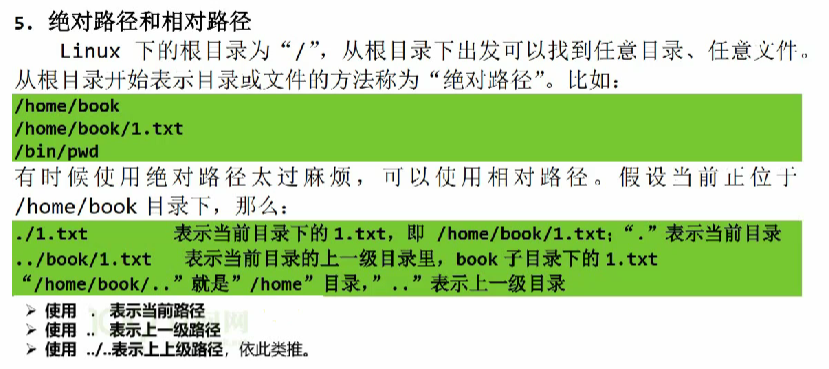 5. 绝对路径和相对路径
Linux 下的根目录为“/”，从根目录下出发可以找到任意目录、任意文件。
从根目录开始表示目录或文件的方法称为“绝对路径”。比如：
/home/book
/home/book/1.txt
/bin/pwd
有时候使用绝对路径太过麻烦，可以使用相对路径。假设当前正位于
/home/book 目录下，那么：
./1.txt 表示当前目录下的1.txt，即 /home/book/1.txt；“.”表示当前目录
../book/1.txt 表示当前目录的上一级目录里，book 子目录下的1.txt
“/home/book/..”就是”/home”目录，”..”表示上一级目录
➢ 使用 . 表示当前路径
➢ 使用 .. 表示上一级路径
➢ 使用 ../..表示上上级路径，依此类推。